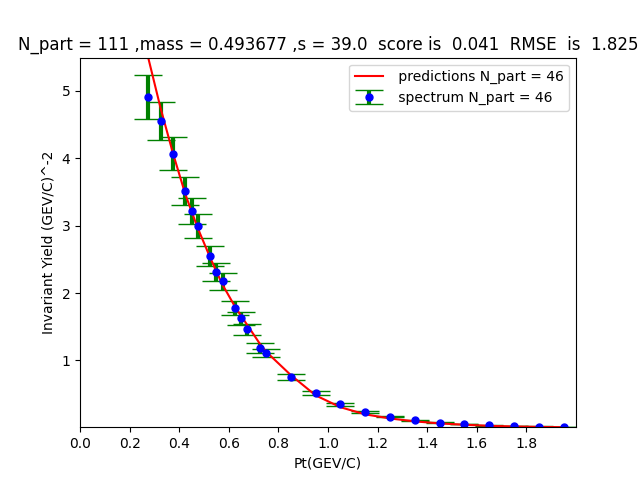 N_part = 111 ,mass = 0.493677 ,s = 39.0  score is  0.041  RMSE  is  1.825
predictions N_part = 46
spectrum N_part = 46
Invariant Yield (GEV/C)^-2
5
4
3
2
1
0.0 0.2 0.4 0.6 0.8 1.0 1.2 1.4 1.6 1.8
Pt(GEV/C)